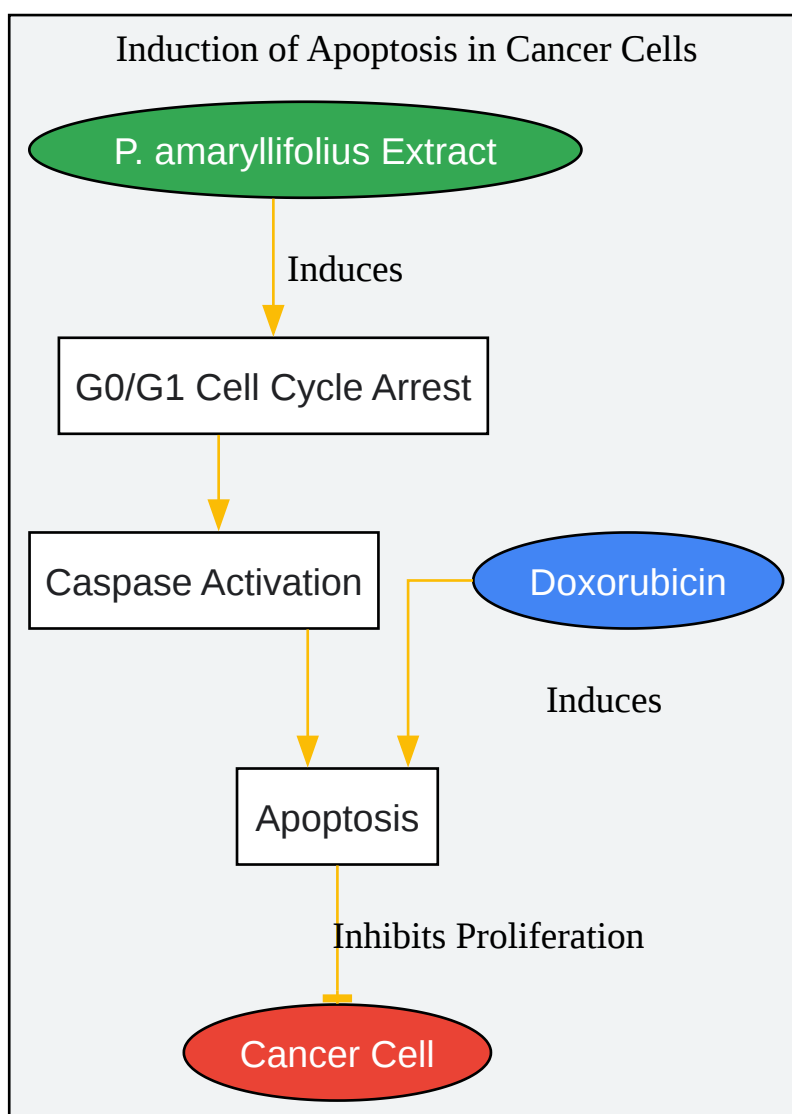 Induction of Apoptosis in Cancer Cells
P. amaryllifolius Extract
Induces
G0/G1 Cell Cycle Arrest
Caspase Activation
Doxorubicin
Induces
Apoptosis
Inhibits Proliferation
Cancer Cell